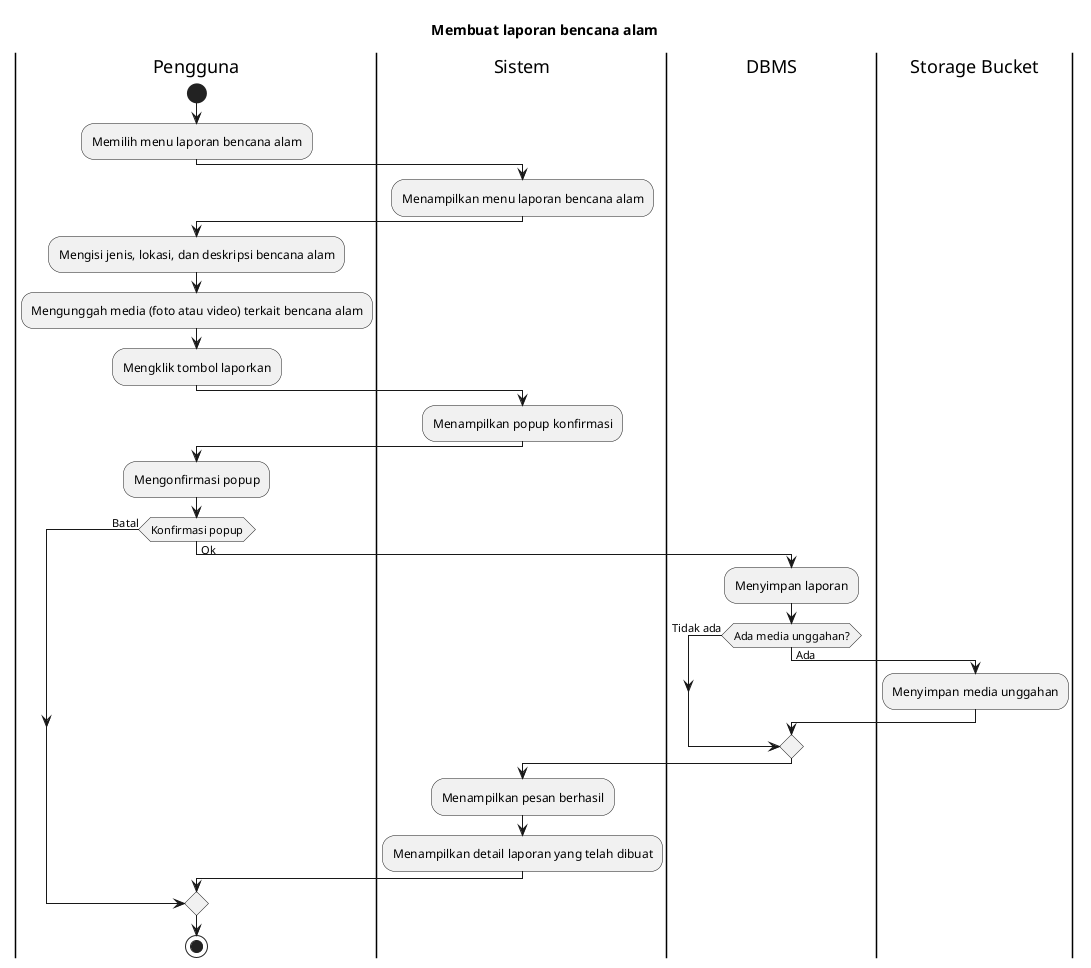 Membuat laporan bencana alam
Pengguna
Sistem
DBMS
Storage Bucket
Memilih menu laporan bencana alam
Menampilkan menu laporan bencana alam
Mengisi jenis, lokasi, dan deskripsi bencana alam
Mengunggah media (foto atau video) terkait bencana alam
Mengklik tombol laporkan
Menampilkan popup konfirmasi
Mengonfirmasi popup
Batal
Konfirmasi popup
Ok
Menyimpan laporan
Tidak ada
Ada media unggahan?
Ada
Menyimpan media unggahan
Menampilkan pesan berhasil
Menampilkan detail laporan yang telah dibuat